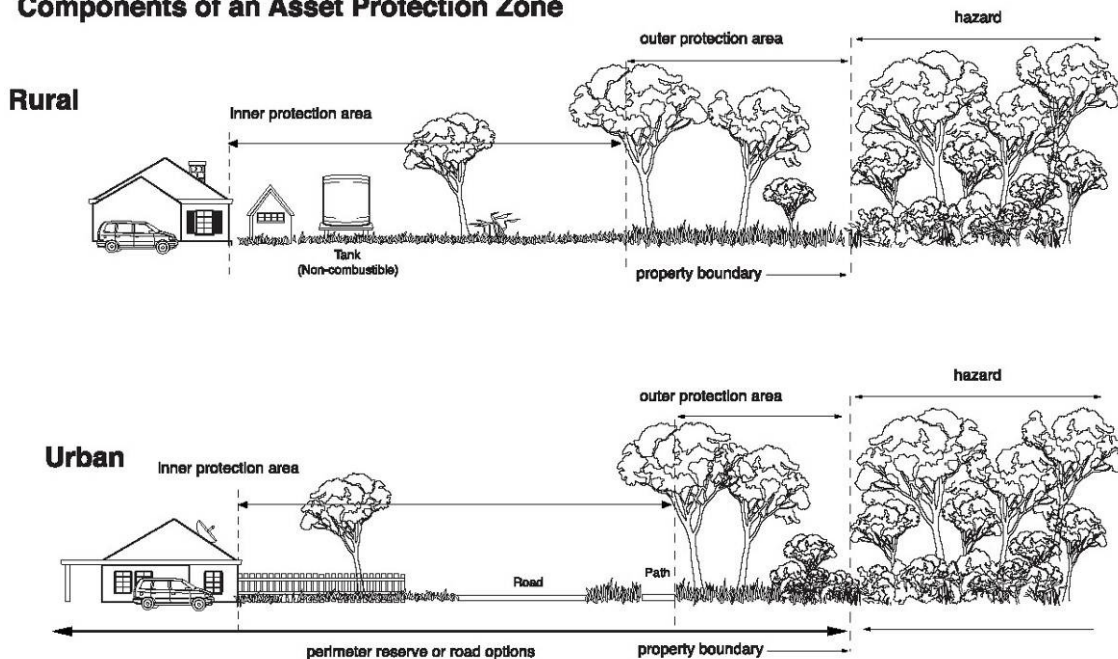 Components of an Asset Protection Zone
hazard
outer protection area
Rural
Inner protection area
Tank
(Non-combustible)
property boundary
hazard
outer protection area
Urban
Inner protection area
Road
Path
perimeter reserve or road options
property boundary